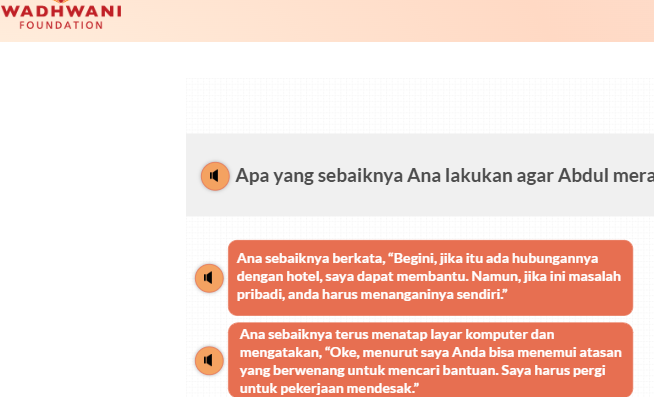 WADHWANI
FOUNDATION
Apa yang sebaiknya Ana lakukan agar Abdul mera
Ana sebaiknya berkata, “Begini, jika itu ada hubungannya
dengan hotel, saya dapat membantu. Namun, jika ini masalah
pribadi, anda harus menanganinya sendiri.”
Ana sebaiknya terus menatap layar komputer dan
mengatakan, “Oke, menurut saya Anda bisa menemui atasan
yang berwenang untuk mencari bantuan. Saya harus pergi
untuk pekerjaan mendesak.”